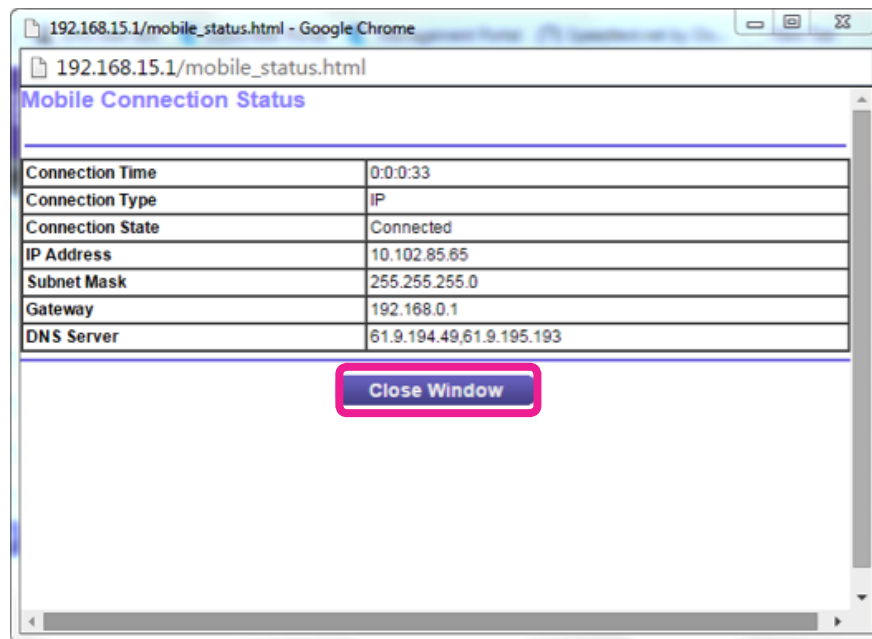 192.168.15.1/mobile_status.html - Google Chrome
192.168.15.1/mobile_status.html
Mobile Connection Status
Connection Time 0:0:0:33
Connection Type IP
Connection State Connected
IP Address 10.102.85.65
Subnet Mask 255.255.255.0
Gateway 192.168.0.1
DNS Server 61.9.194.49,61.9.195.193
Close Window